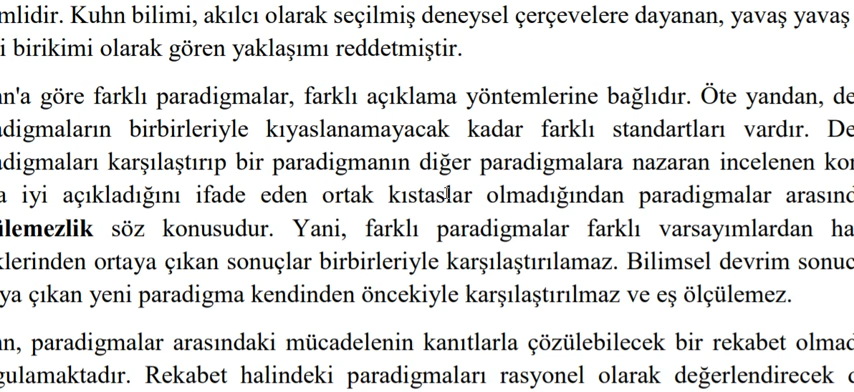 mlidir. Kuhn bilimi, akılcı olarak seçilmiş deneysel çerçevelere dayanan, yavaş yavaş
i birikimi olarak gören yaklaşımı reddetmiştir.
n'a göre farklı paradigmalar, farklı açıklama yöntemlerine bağlıdır. Öte yandan, de
adigmaların birbirleriyle kıyaslanamayacak kadar farklı standartları vardır. De
adigmaları karşılaştırıp bir paradigmanın diğer paradigmalara nazaran incelenen kon
a iyi açıkladığını ifade eden ortak kıstaslar olmadığından paradigmalar arasınd
ülemezlik söz konusudur. Yani, farklı paradigmalar farklı varsayımlardan ha
klerinden ortaya çıkan sonuçlar birbirleriyle karşılaştırılamaz. Bilimsel devrim sonuc
ya çıkan yeni paradigma kendinden öncekiyle karşılaştırılmaz ve eş ölçülemez.
n, paradigmalar arasındaki mücadelenin kanıtlarla çözülebilecek bir rekabet olmad
gulamaktadır. Rekabet halindeki paradigmaları rasyonel olarak değerlendirecek